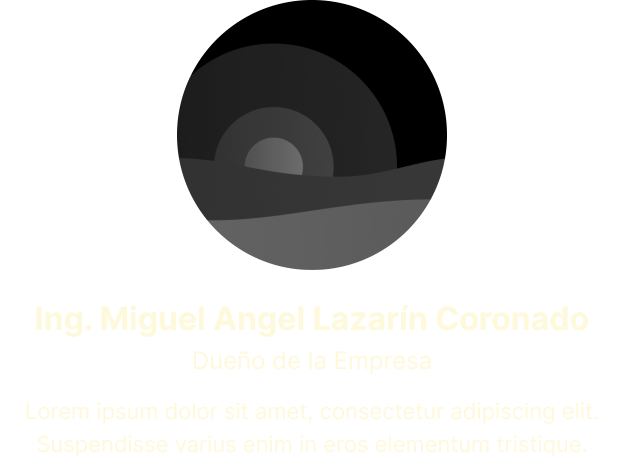 Ing. Miguel Angel Lazarín Coronado
Dueño de la Empresa
Lorem ipsum dolor sit amet, consectetur adipiscing elit.
Suspendisse varius enim in eros elementum tristique.